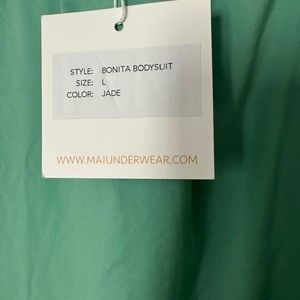 STYLE: BONITA BODYSUIT
SIZE: L
COLOR: JADE
WWW.MAIUNDERWEAR.COM